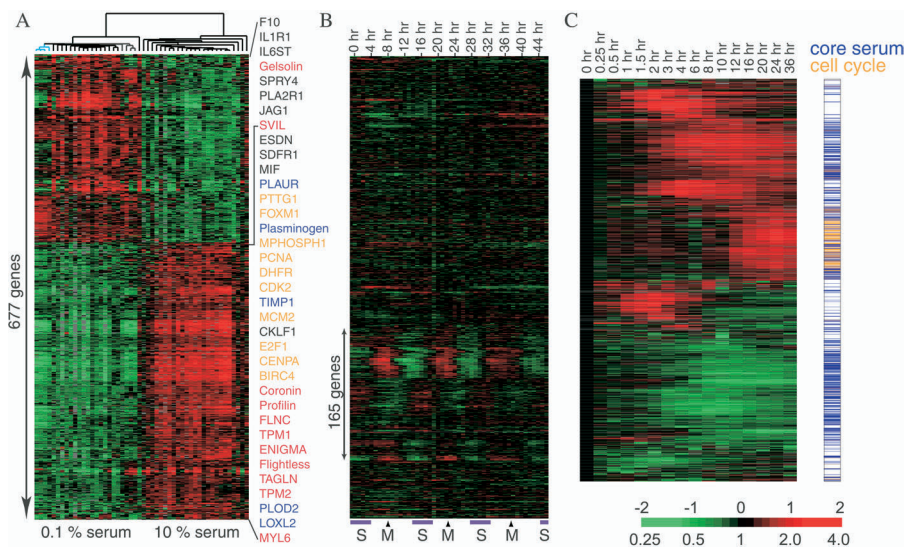 A
677 genes
0.1 % serum
10 % serum
F10
IL1R1
IL6ST
Gelsolin
SPRY4
PLA2R1
JAG1
SVIL
ESDN
SDFR1
MIF
PLAUR
PTTG1
FOXM1
Plasminogen
MPHOSPH1
PCNA
DHFR
CDK2
TIMP1
MCM2
CKLF1
E2F1
CENPA
BIRC4
Coronin
Profilin
FLNC
TPM1
ENIGMA
Flightless
TAGLN
TPM2
PLOD2
LOXL2
MYL6
B
-0 hr
-4 hr
-8 hr
-12 hr
-16 hr
-20 hr
-24 hr
-28 hr
-32 hr
-36 hr
-40 hr
-44 hr
165 genes
S M S M S M S
C
0 hr
0.25 hr
0.5 hr
1 hr
1.5 hr
2 hr
3 hr
4 hr
6 hr
8 hr
10 hr
12 hr
16 hr
20 hr
24 hr
36 hr
core serum
cell cycle
-2 -1 0 1 2
0.25 0.5 1 2.0 4.0